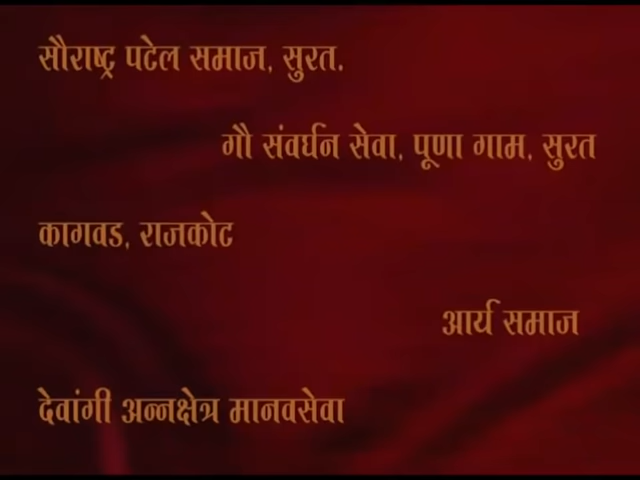 सौराष्ट्र पटेल समाज, सुरत.
गौ संवर्धन सेवा, पूणा गाम, सुरत
कागवड, राजकोट
आर्य समाज
देवांगी अन्नक्षेत्र मानवसेवा